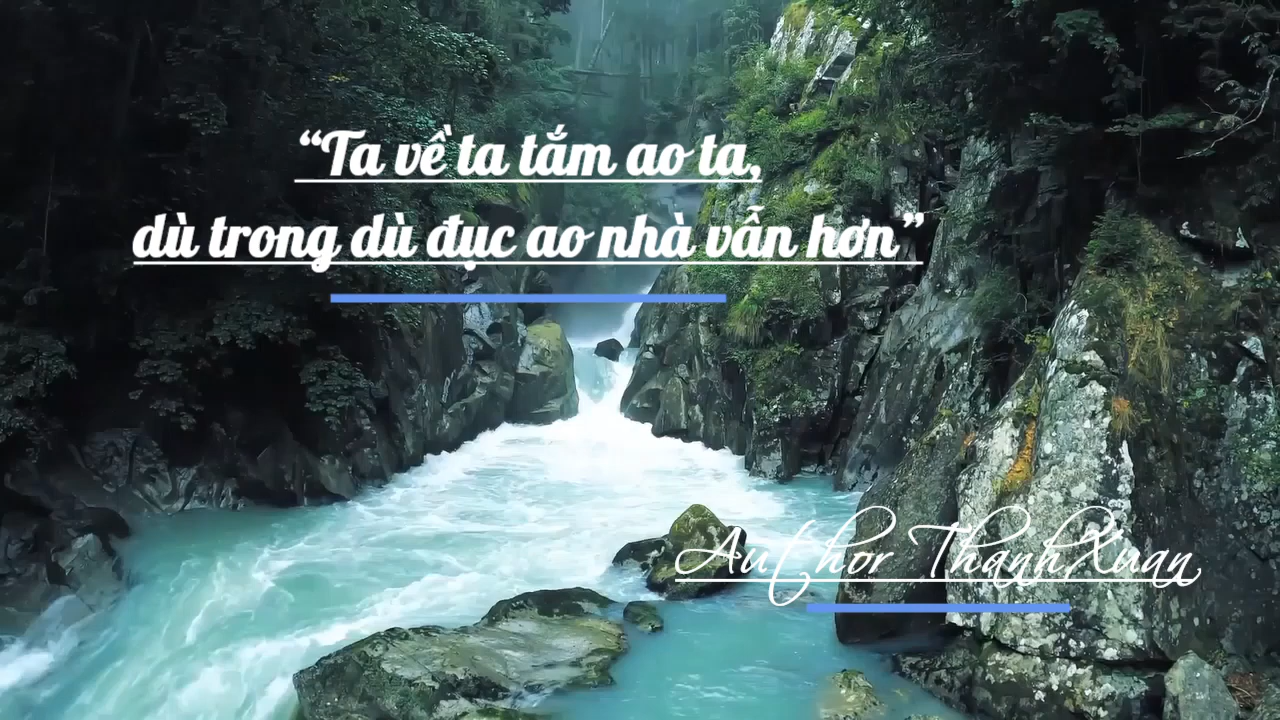 “Ta về ta tắm ao ta,
dù trong dù đục ao nhà vẫn hơn”
Author ThanhXuan